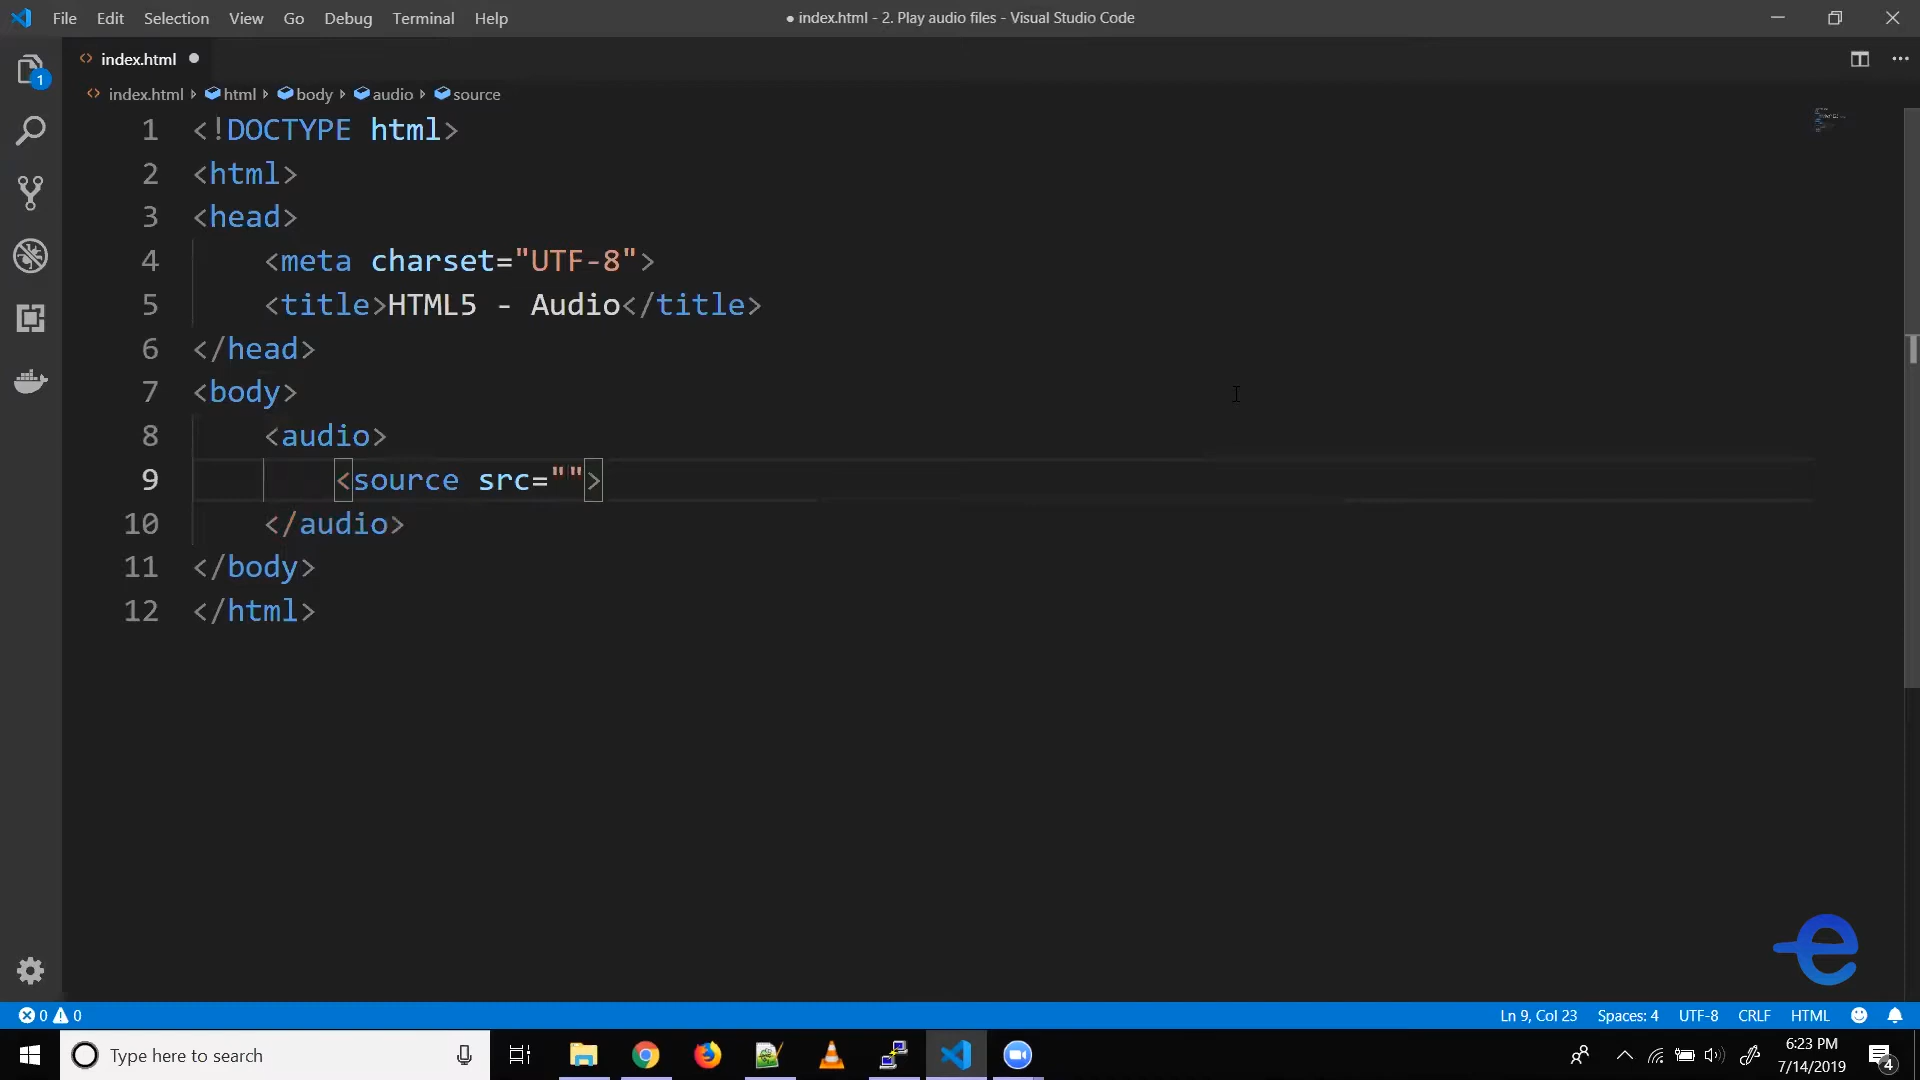 File Edit Selection View Go Debug Terminal Help
● index.html - 2. Play audio files - Visual Studio Code
index.html
index.html › html › body › audio › source
1 <!DOCTYPE html>
2 <html>
3 <head>
4 <meta charset="UTF-8">
5 <title>HTML5 - Audio</title>
6 </head>
7 <body>
8 <audio>
9 <source src="">
10 </audio>
11 </body>
12 </html>
1
0 0
Ln 9, Col 23 Spaces: 4 UTF-8 CRLF HTML
Type here to search
6:23 PM
7/14/2019
4